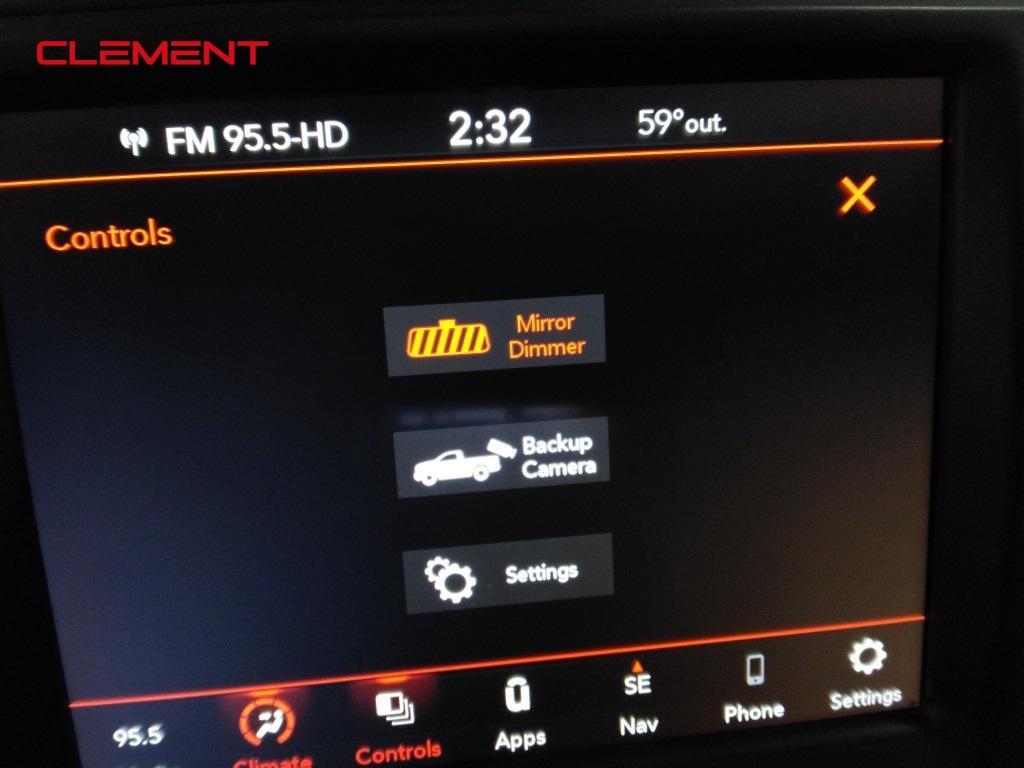 CLEMENT
FM 95.5-HD 2:32 59° out.
Controls
Mirror
Dimmer
Backup
Camera
Settings
95.5 Climate Controls Apps SE Nav Phone Settings